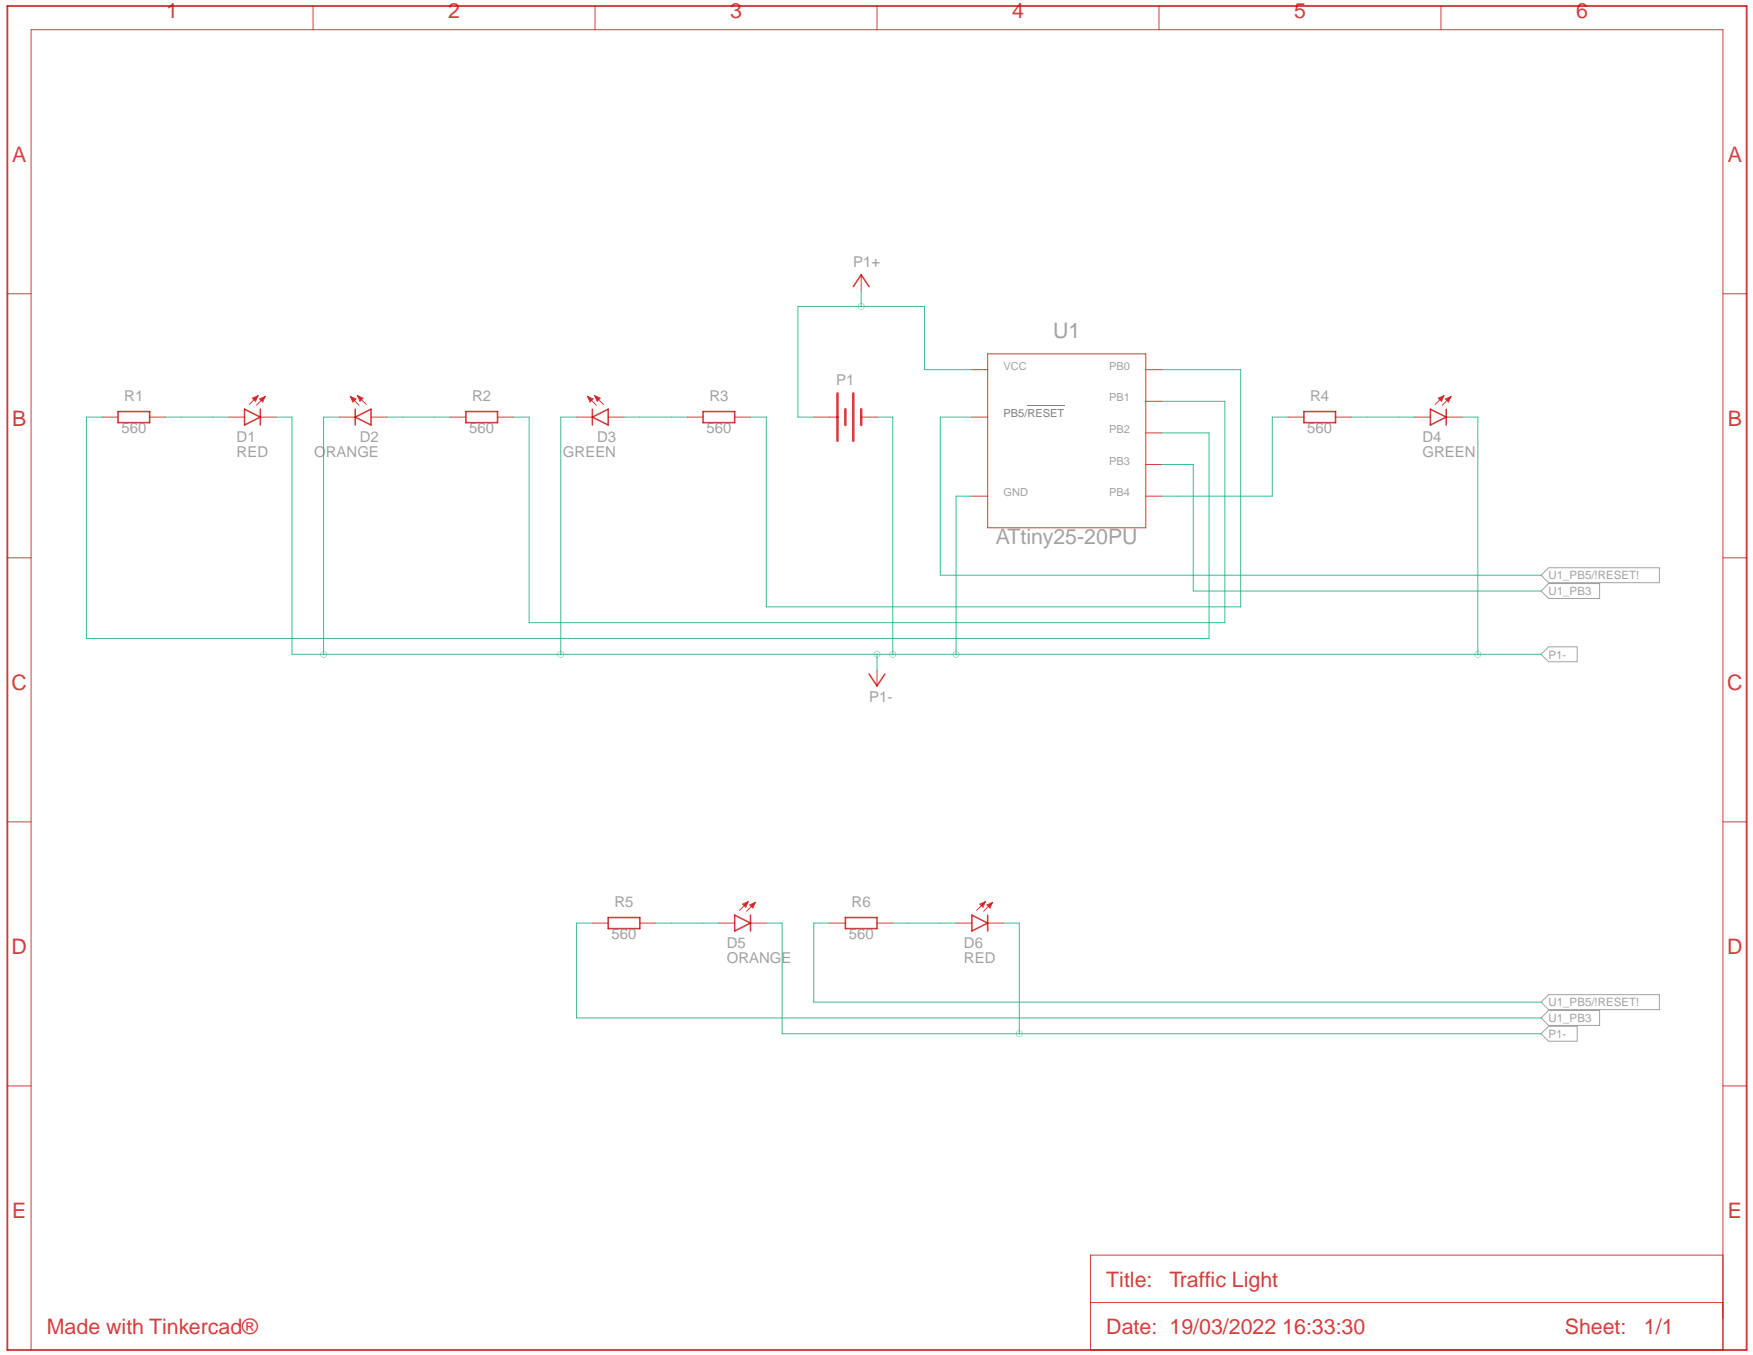 1 2 3 4 5 6
A A
P1+
U1
VCC PB0
R1 R2 R3 P1 PB1 R4
PB5/RESET
B B
560 560 560 PB2 560
D1 D2 D3 D4
RED ORANGE GREEN GREEN
PB3
GND PB4
ATtiny25-20PU
U1_PB5/!RESET!
U1_PB3
P1-
C C
P1-
R5 R6
560 560
D D
D5 D6
ORANGE RED
U1_PB5/!RESET!
U1_PB3
P1-
E E
Title: Traffic Light
Made with Tinkercad®
Date: 19/03/2022 16:33:30 Sheet: 1/1